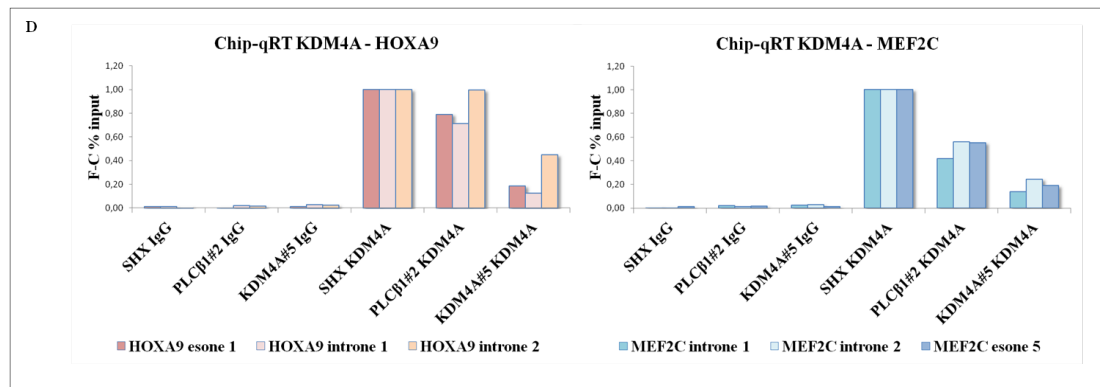 D
Chip-qRT KDM4A - HOXA9
F-C % input
1,20
1,00
0,80
0,60
0,40
0,20
0,00
SHX IgG
PLCβ1#2 IgG
KDM4A#5 IgG
SHX KDM4A
PLCβ1#2 KDM4A
KDM4A#5 KDM4A
HOXA9 esone 1
HOXA9 introne 1
HOXA9 introne 2
Chip-qRT KDM4A - MEF2C
F-C % input
1,20
1,00
0,80
0,60
0,40
0,20
0,00
SHX IgG
PLCβ1#2 IgG
KDM4A#5 IgG
SHX KDM4A
PLCβ1#2 KDM4A
KDM4A#5 KDM4A
MEF2C introne 1
MEF2C introne 2
MEF2C esone 5